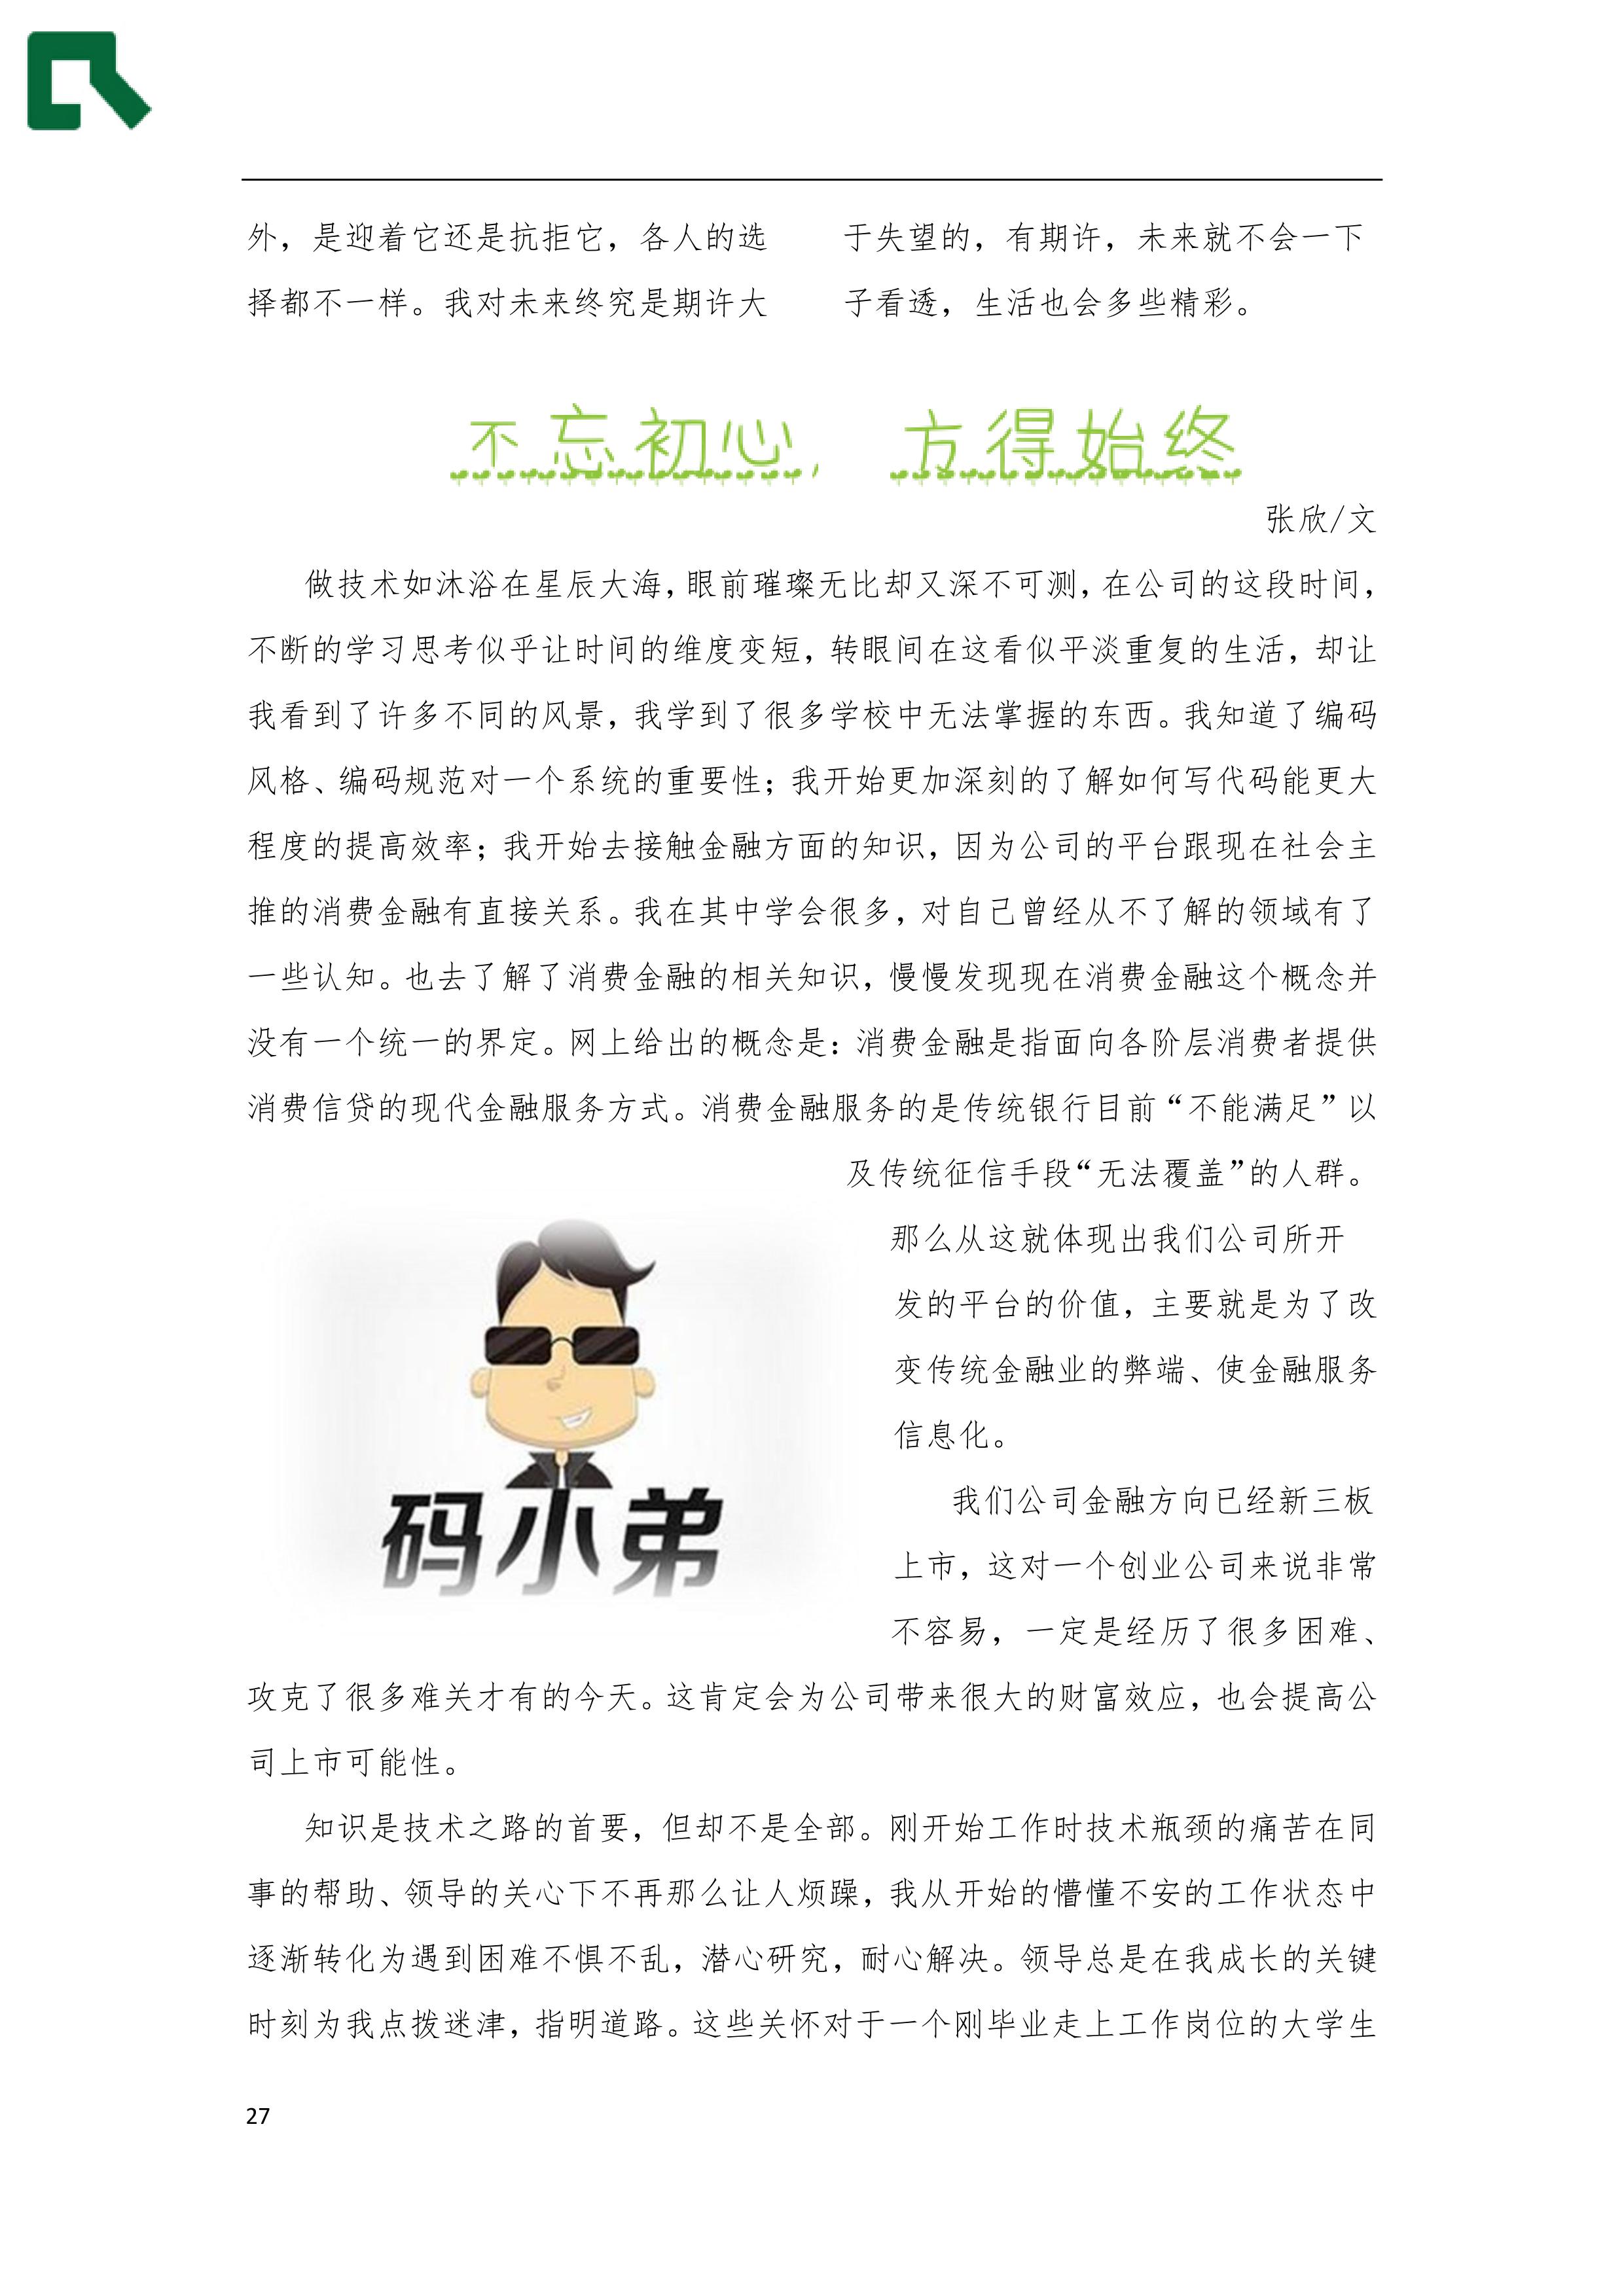 外，是迎着它还是抗拒它，各人的选
择都不一样。我对未来终究是期许大
于失望的，有期许，未来就不会一下
子看透，生活也会多些精彩。
不忘初心， 方得始终
张欣/文
做技术如沐浴在星辰大海，眼前璀璨无比却又深不可测，在公司的这段时间，
不断的学习思考似乎让时间的维度变短，转眼间在这看似平淡重复的生活，却让
我看到了许多不同的风景，我学到了很多学校中无法掌握的东西。我知道了编码
风格、编码规范对一个系统的重要性；我开始更加深刻的了解如何写代码能更大
程度的提高效率；我开始去接触金融方面的知识，因为公司的平台跟现在社会主
推的消费金融有直接关系。我在其中学会很多，对自己曾经从不了解的领域有了
一些认知。也去了解了消费金融的相关知识，慢慢发现现在消费金融这个概念并
没有一个统一的界定。网上给出的概念是：消费金融是指面向各阶层消费者提供
消费信贷的现代金融服务方式。消费金融服务的是传统银行目前“不能满足”以
及传统征信手段“无法覆盖”的人群。
那么从这就体现出我们公司所开
发的平台的价值，主要就是为了改
变传统金融业的弊端、使金融服务
信息化。
码小弟
我们公司金融方向已经新三板
上市，这对一个创业公司来说非常
不容易，一定是经历了很多困难、
攻克了很多难关才有的今天。这肯定会为公司带来很大的财富效应，也会提高公
司上市可能性。
知识是技术之路的首要，但却不是全部。刚开始工作时技术瓶颈的痛苦在同
事的帮助、领导的关心下不再那么让人烦躁，我从开始的懵懂不安的工作状态中
逐渐转化为遇到困难不惧不乱，潜心研究，耐心解决。领导总是在我成长的关键
时刻为我点拨迷津，指明道路。这些关怀对于一个刚毕业走上工作岗位的大学生
27